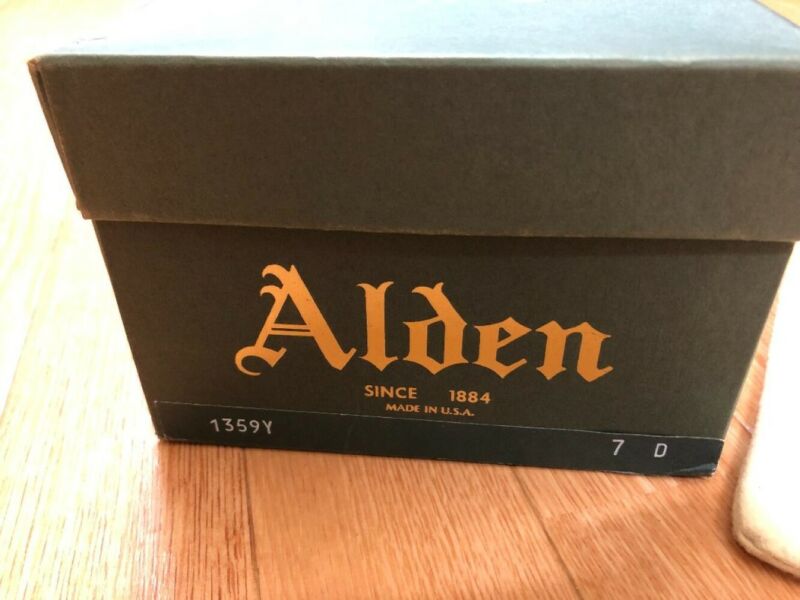 Alden
SINCE 1884
MADE IN U.S.A.
1359Y 7 D